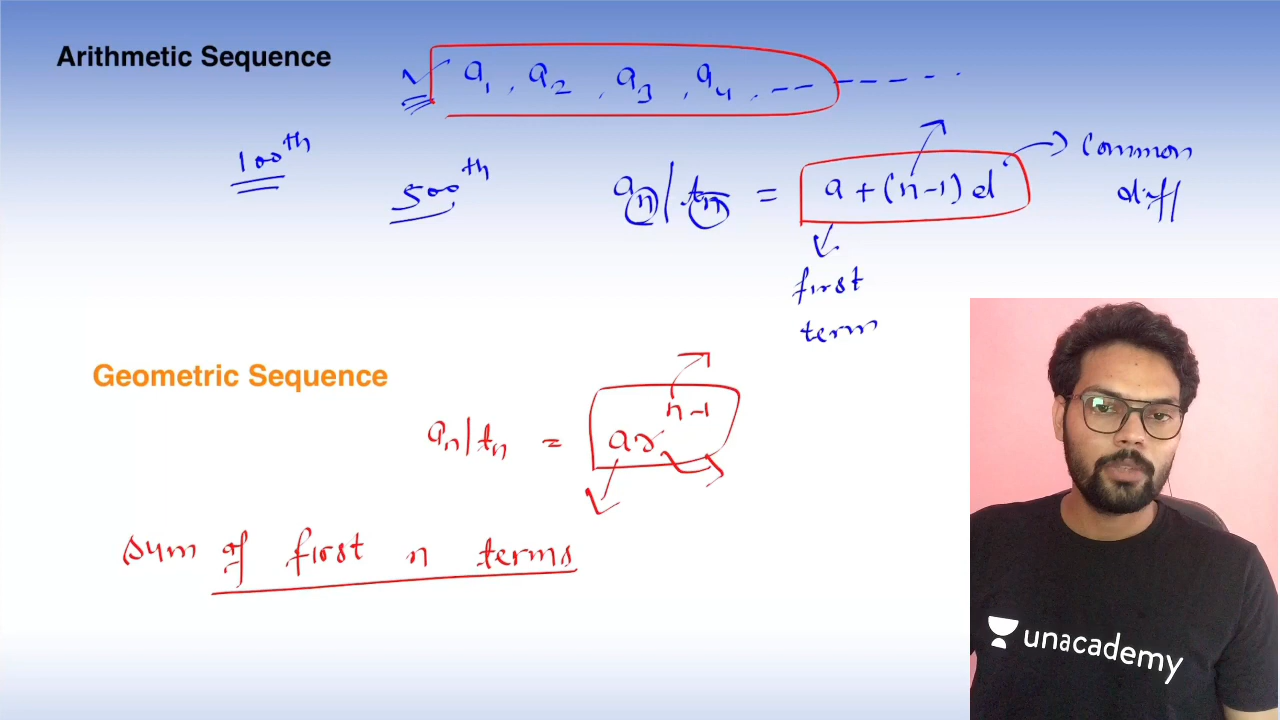 Arithmetic Sequence
a₁, a₂, a₃, a₄, -- -----
100th
500th
aₙ/tₙ = a+(n-1)d
common
diff
first
term
Geometric Sequence
aₙ/tₙ = arⁿ⁻¹
sum of first n terms
unacademy